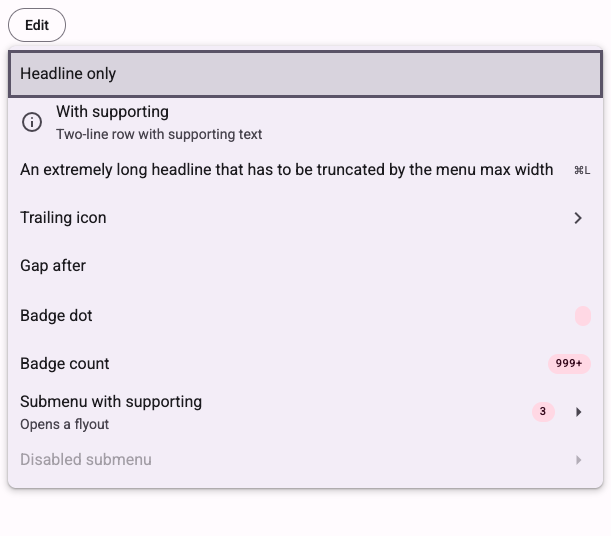 Edit
Headline only
With supporting
Two-line row with supporting text
An extremely long headline that has to be truncated by the menu max width ⌘L
Trailing icon
Gap after
Badge dot
Badge count 999+
Submenu with supporting 3
Opens a flyout
Disabled submenu